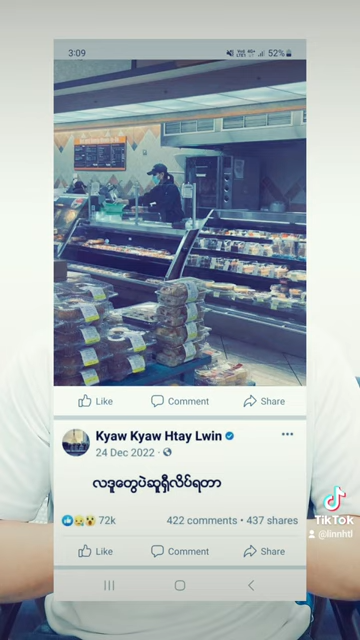 3:09
52%
Like Comment Share
Kyaw Kyaw Htay Lwin
24 Dec 2022
လဒူတွေပဲဆူရှီလိပ်ရတာ
72k 422 comments • 437 shares
Like Comment Share
TikTok
@linnhtl